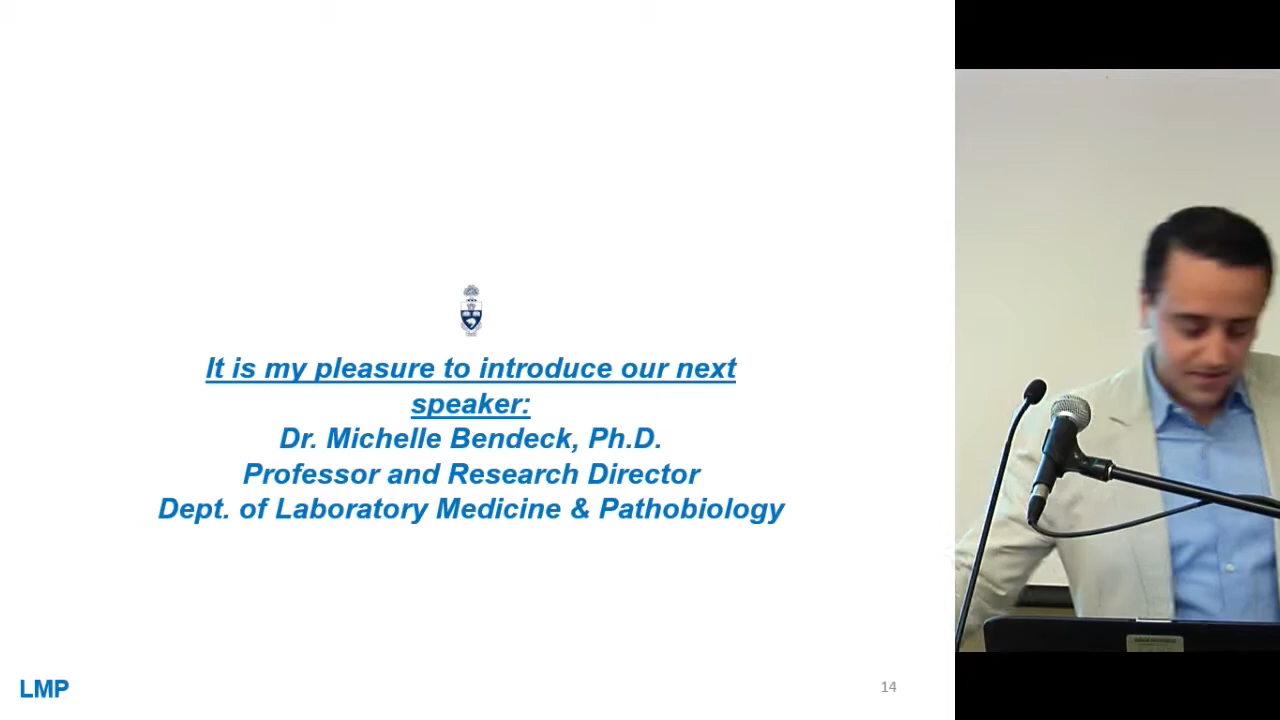 It is my pleasure to introduce our next
speaker:
Dr. Michelle Bendeck, Ph.D.
Professor and Research Director
Dept. of Laboratory Medicine & Pathobiology
LMP
14